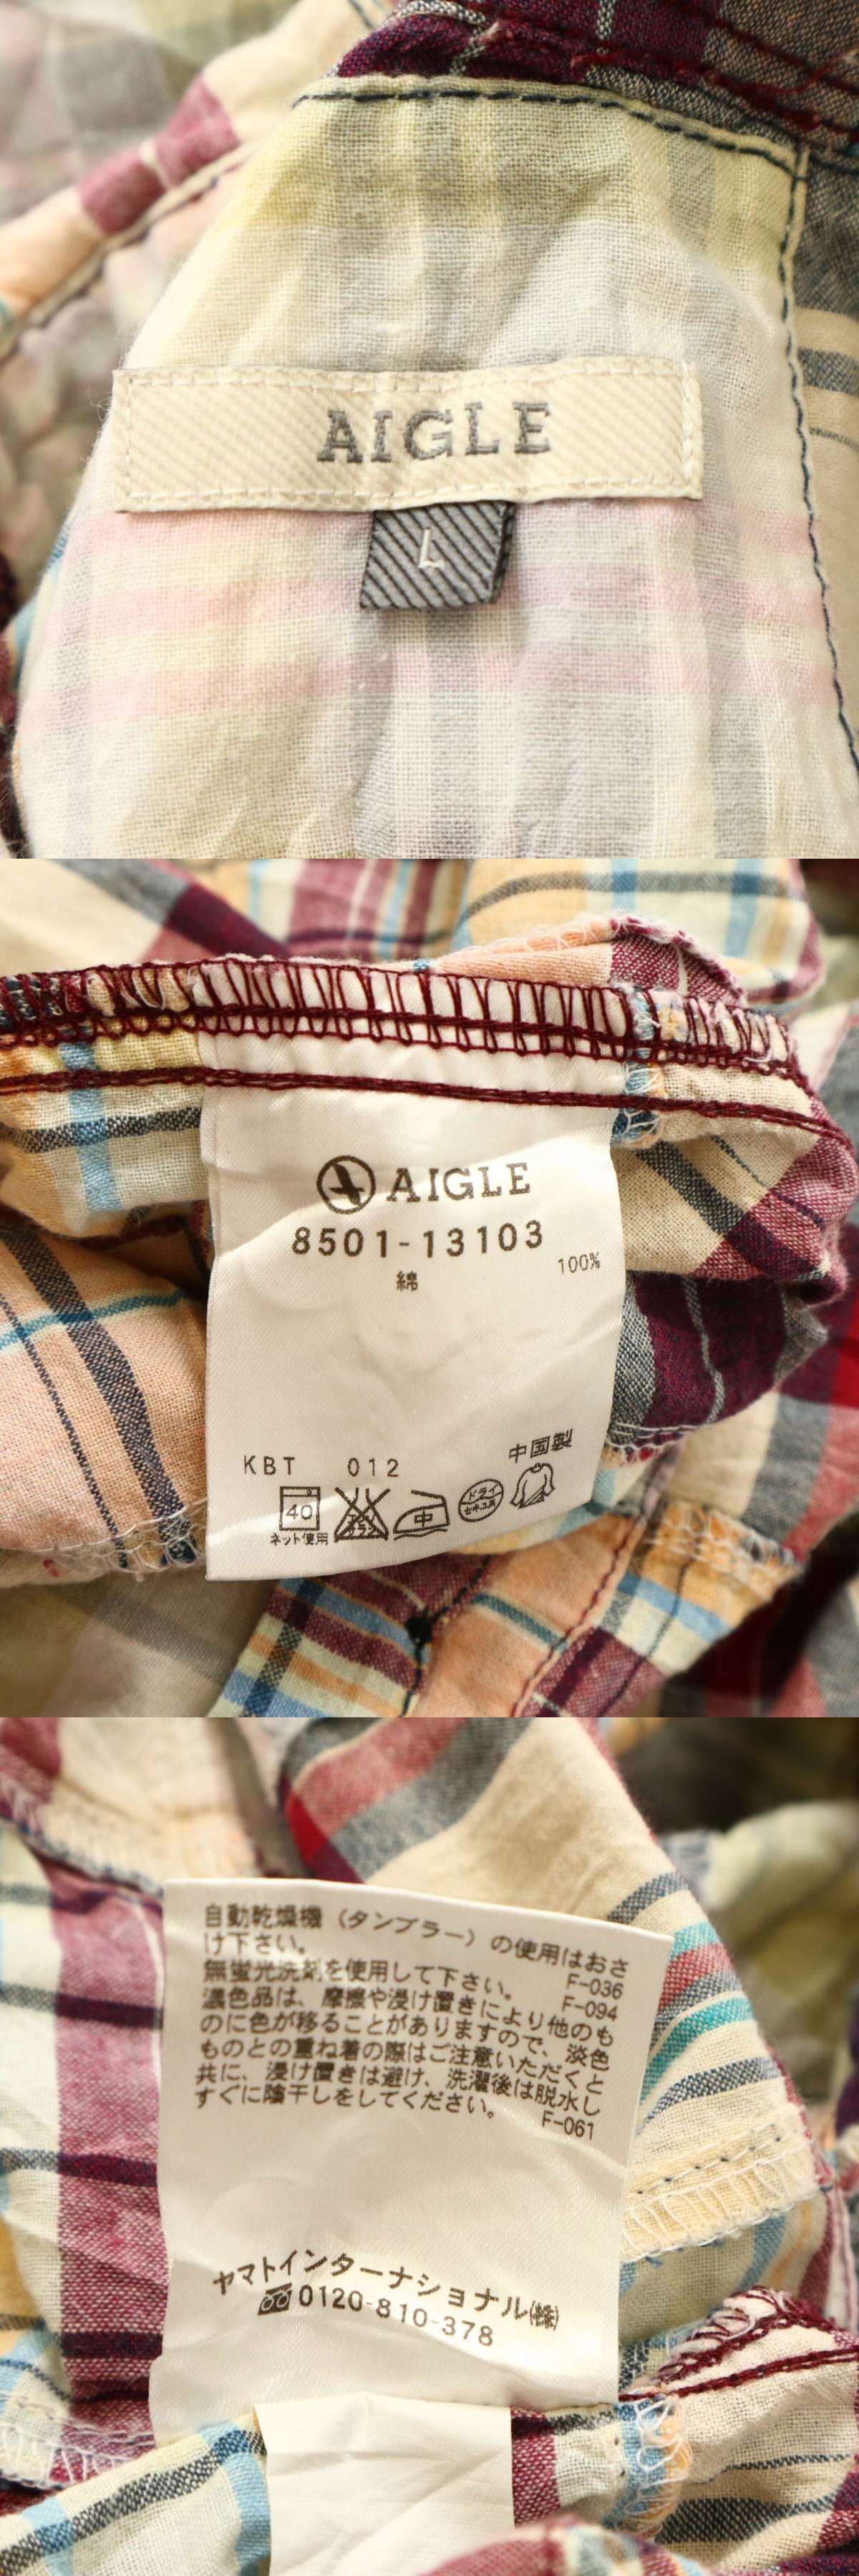 AIGLE
L
AIGLE
8501-13103
綿
100%
KBT 012
中国製
40
中
ドライ
セキユ系
ネット使用
自動乾燥機（タンブラー）の使用はおさ
け下さい。
F-036
無蛍光洗剤を使用して下さい。
F-094
濃色品は、摩擦や浸け置きにより他のも
のに色が移ることがありますので、淡色
ものとの重ね着の際はご注意いただくと
共に、浸け置きは避け、洗濯後は脱水し
すぐに陰干しをしてください。
F-061
ヤマトインターナショナル㈱
0120-810-378